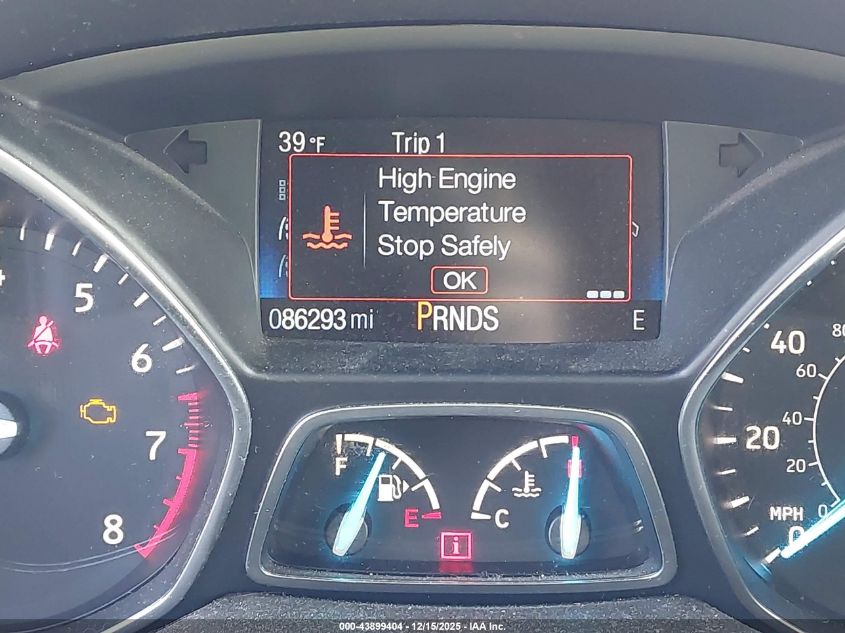 39 °F Trip 1
High Engine
Temperature
Stop Safely
OK
086293 mi PRNDS E
5
6
7
8
F
E
C
i
40
20
0
MPH
80
60
40
20
0
000-43899404 - 12/15/2025 - IAA Inc.